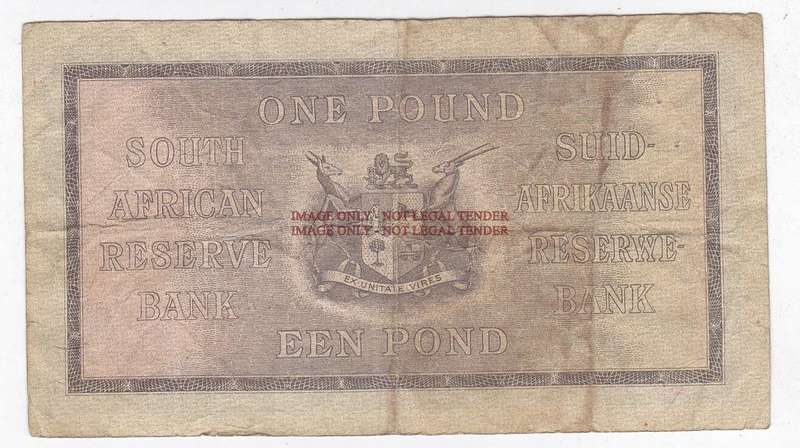 ONE POUND
SOUTH
AFRICAN
RESERVE
BANK
SUID-
AFRIKAANSE
RESERWE-
BANK
IMAGE ONLY - NOT LEGAL TENDER
IMAGE ONLY - NOT LEGAL TENDER
EX UNITATE VIRES
EEN POND